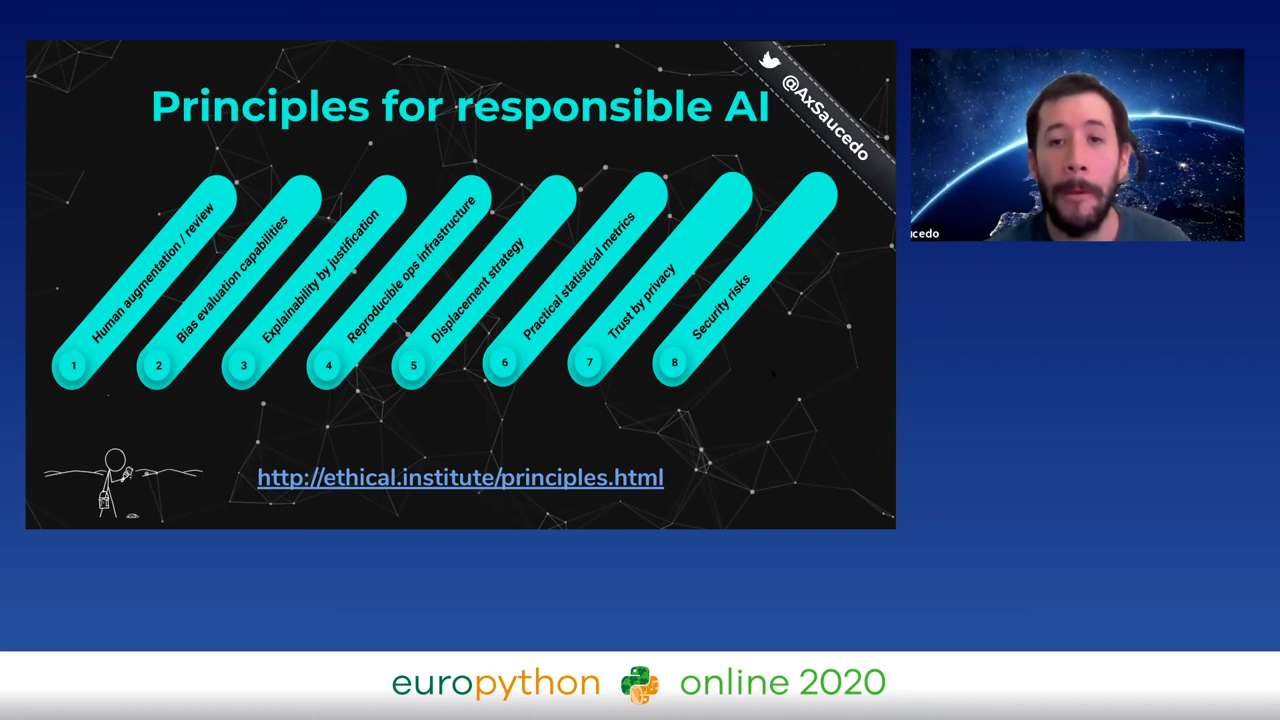 Principles for responsible AI
@AxSaucedo
1 Human augmentation / review
2 Bias evaluation capabilities
3 Explainability by justification
4 Reproducible ops infrastructure
5 Displacement strategy
6 Practical statistical metrics
7 Trust by privacy
8 Security risks
http://ethical.institute/principles.html
ucedo
europython online 2020